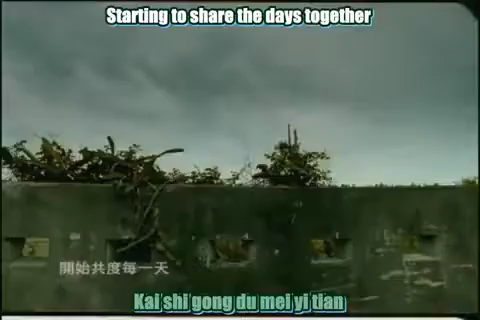 Starting to share the days together
開始共度每一天
Kai shi gong du mei yi tian